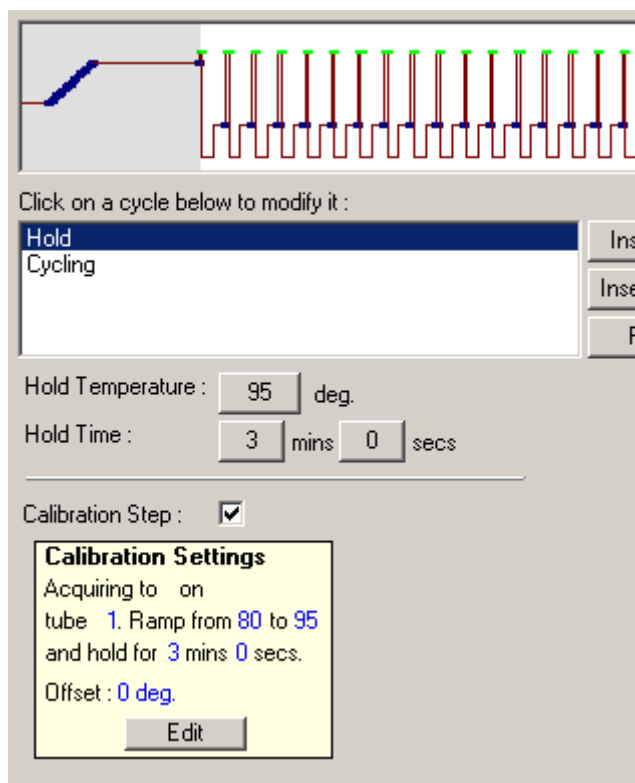 Click on a cycle below to modify it :
Hold
Cycling
Hold Temperature : 95 deg.
Hold Time : 3 mins 0 secs
Calibration Step :
Calibration Settings
Acquiring to on
tube 1. Ramp from 80 to 95
and hold for 3 mins 0 secs.
Offset : 0 deg.
Edit